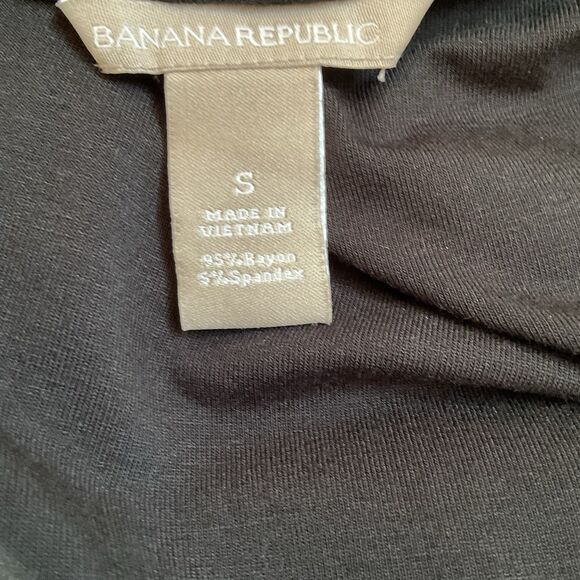 BANANA REPUBLIC
S
MADE IN
VIETNAM
95% Rayon
5% Spandex